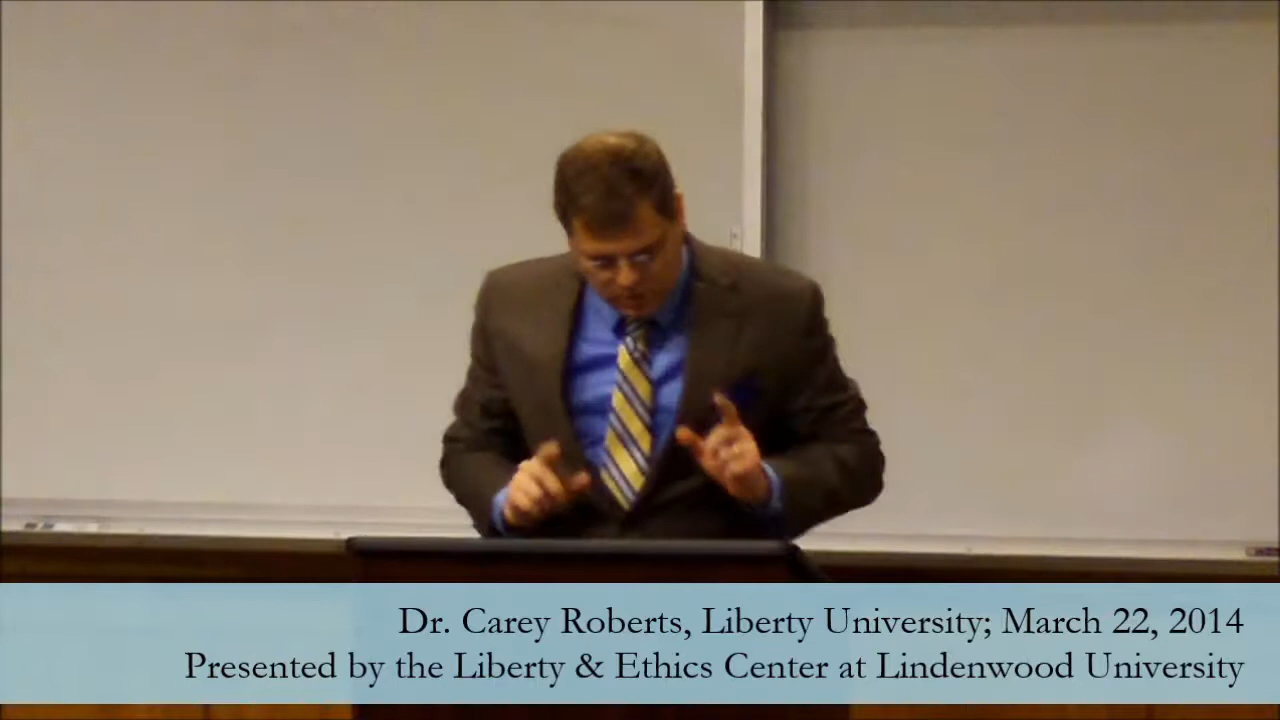 Dr. Carey Roberts, Liberty University; March 22, 2014
Presented by the Liberty & Ethics Center at Lindenwood University